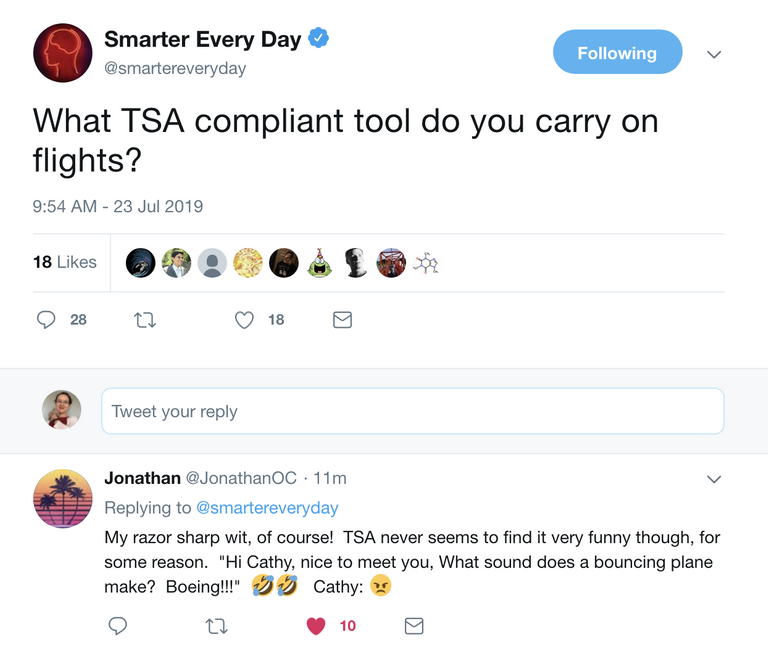 Smarter Every Day
@smartereveryday
Following
What TSA compliant tool do you carry on
flights?
9:54 AM - 23 Jul 2019
18 Likes
28
18
Tweet your reply
Jonathan @JonathanOC · 11m
Replying to @smartereveryday
My razor sharp wit, of course!  TSA never seems to find it very funny though, for
some reason.  "Hi Cathy, nice to meet you, What sound does a bouncing plane
make?  Boeing!!!" 🤣🤣  Cathy: 😠
10